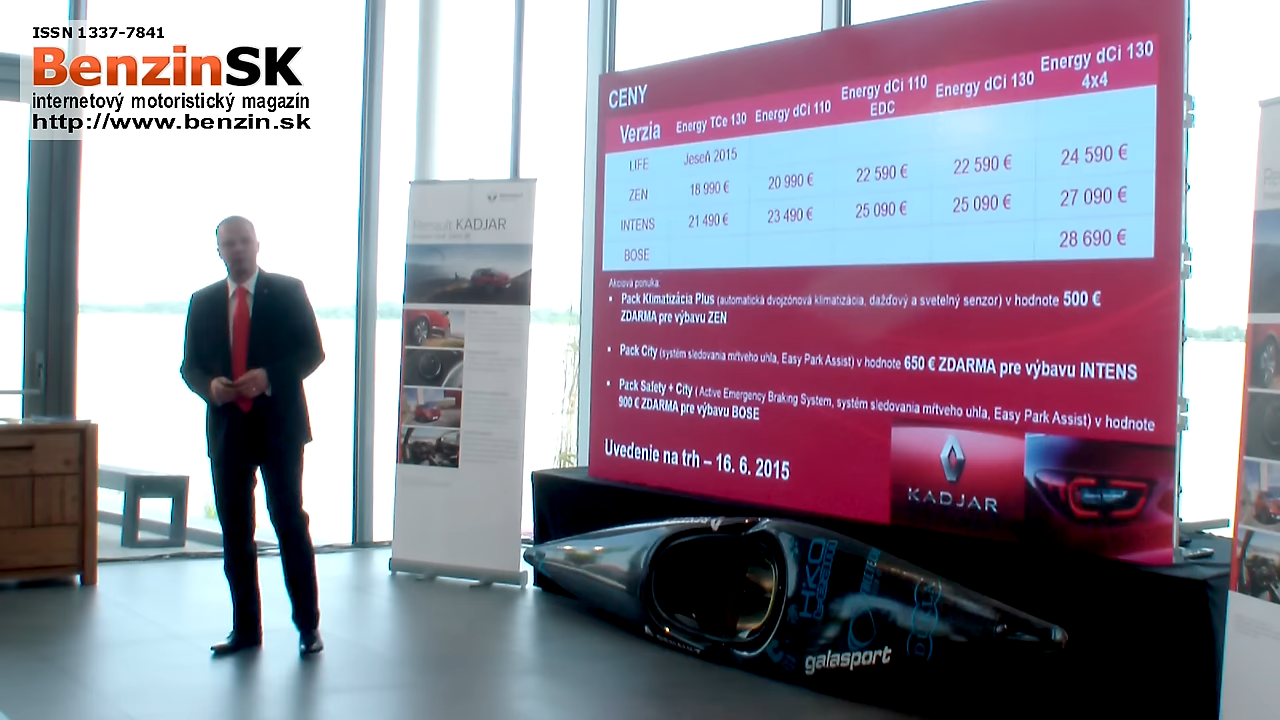 ISSN 1337-7841
BenzinSK
internetový motoristický magazín
http://www.benzin.sk
Renault KADJAR
CENY
Verzia Energy TCe 130 Energy dCi 110 Energy dCi 110 EDC Energy dCi 130 Energy dCi 130 4x4
LIFE Jeseň 2015
ZEN 18 990 € 20 990 € 22 590 € 22 590 € 24 590 €
INTENS 21 490 € 23 490 € 25 090 € 25 090 € 27 090 €
BOSE 28 690 €
Akciová ponuka:
• Pack Klimatizácia Plus (automatická dvojzónová klimatizácia, dažďový a svetelný senzor) v hodnote 500 €
ZDARMA pre výbavu ZEN
• Pack City (systém sledovania mŕtveho uhla, Easy Park Assist) v hodnote 650 € ZDARMA pre výbavu INTENS
• Pack Safety + City ( Active Emergency Braking System, systém sledovania mŕtveho uhla, Easy Park Assist) v hodnote
900 € ZDARMA pre výbavu BOSE
Uvedenie na trh – 16. 6. 2015
KADJAR
galasport